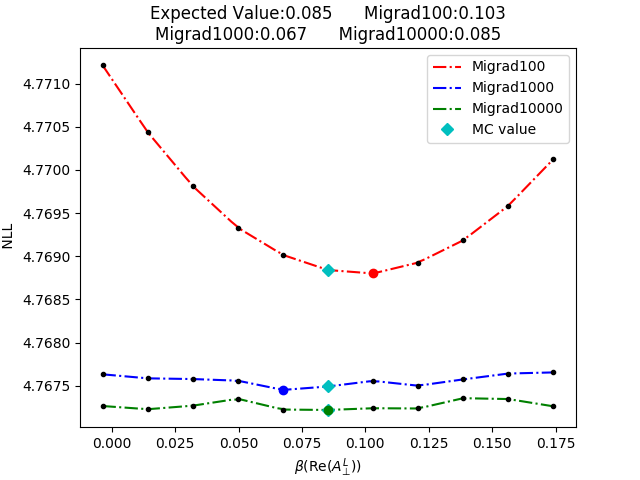 Expected Value:0.085 Migrad100:0.103
Migrad1000:0.067 Migrad10000:0.085
4.7710
4.7705
4.7700
4.7695
4.7690
4.7685
4.7680
4.7675
NLL
Migrad100
Migrad1000
Migrad10000
MC value
0.000 0.025 0.050 0.075 0.100 0.125 0.150 0.175
β(Re(A_⊥^L))